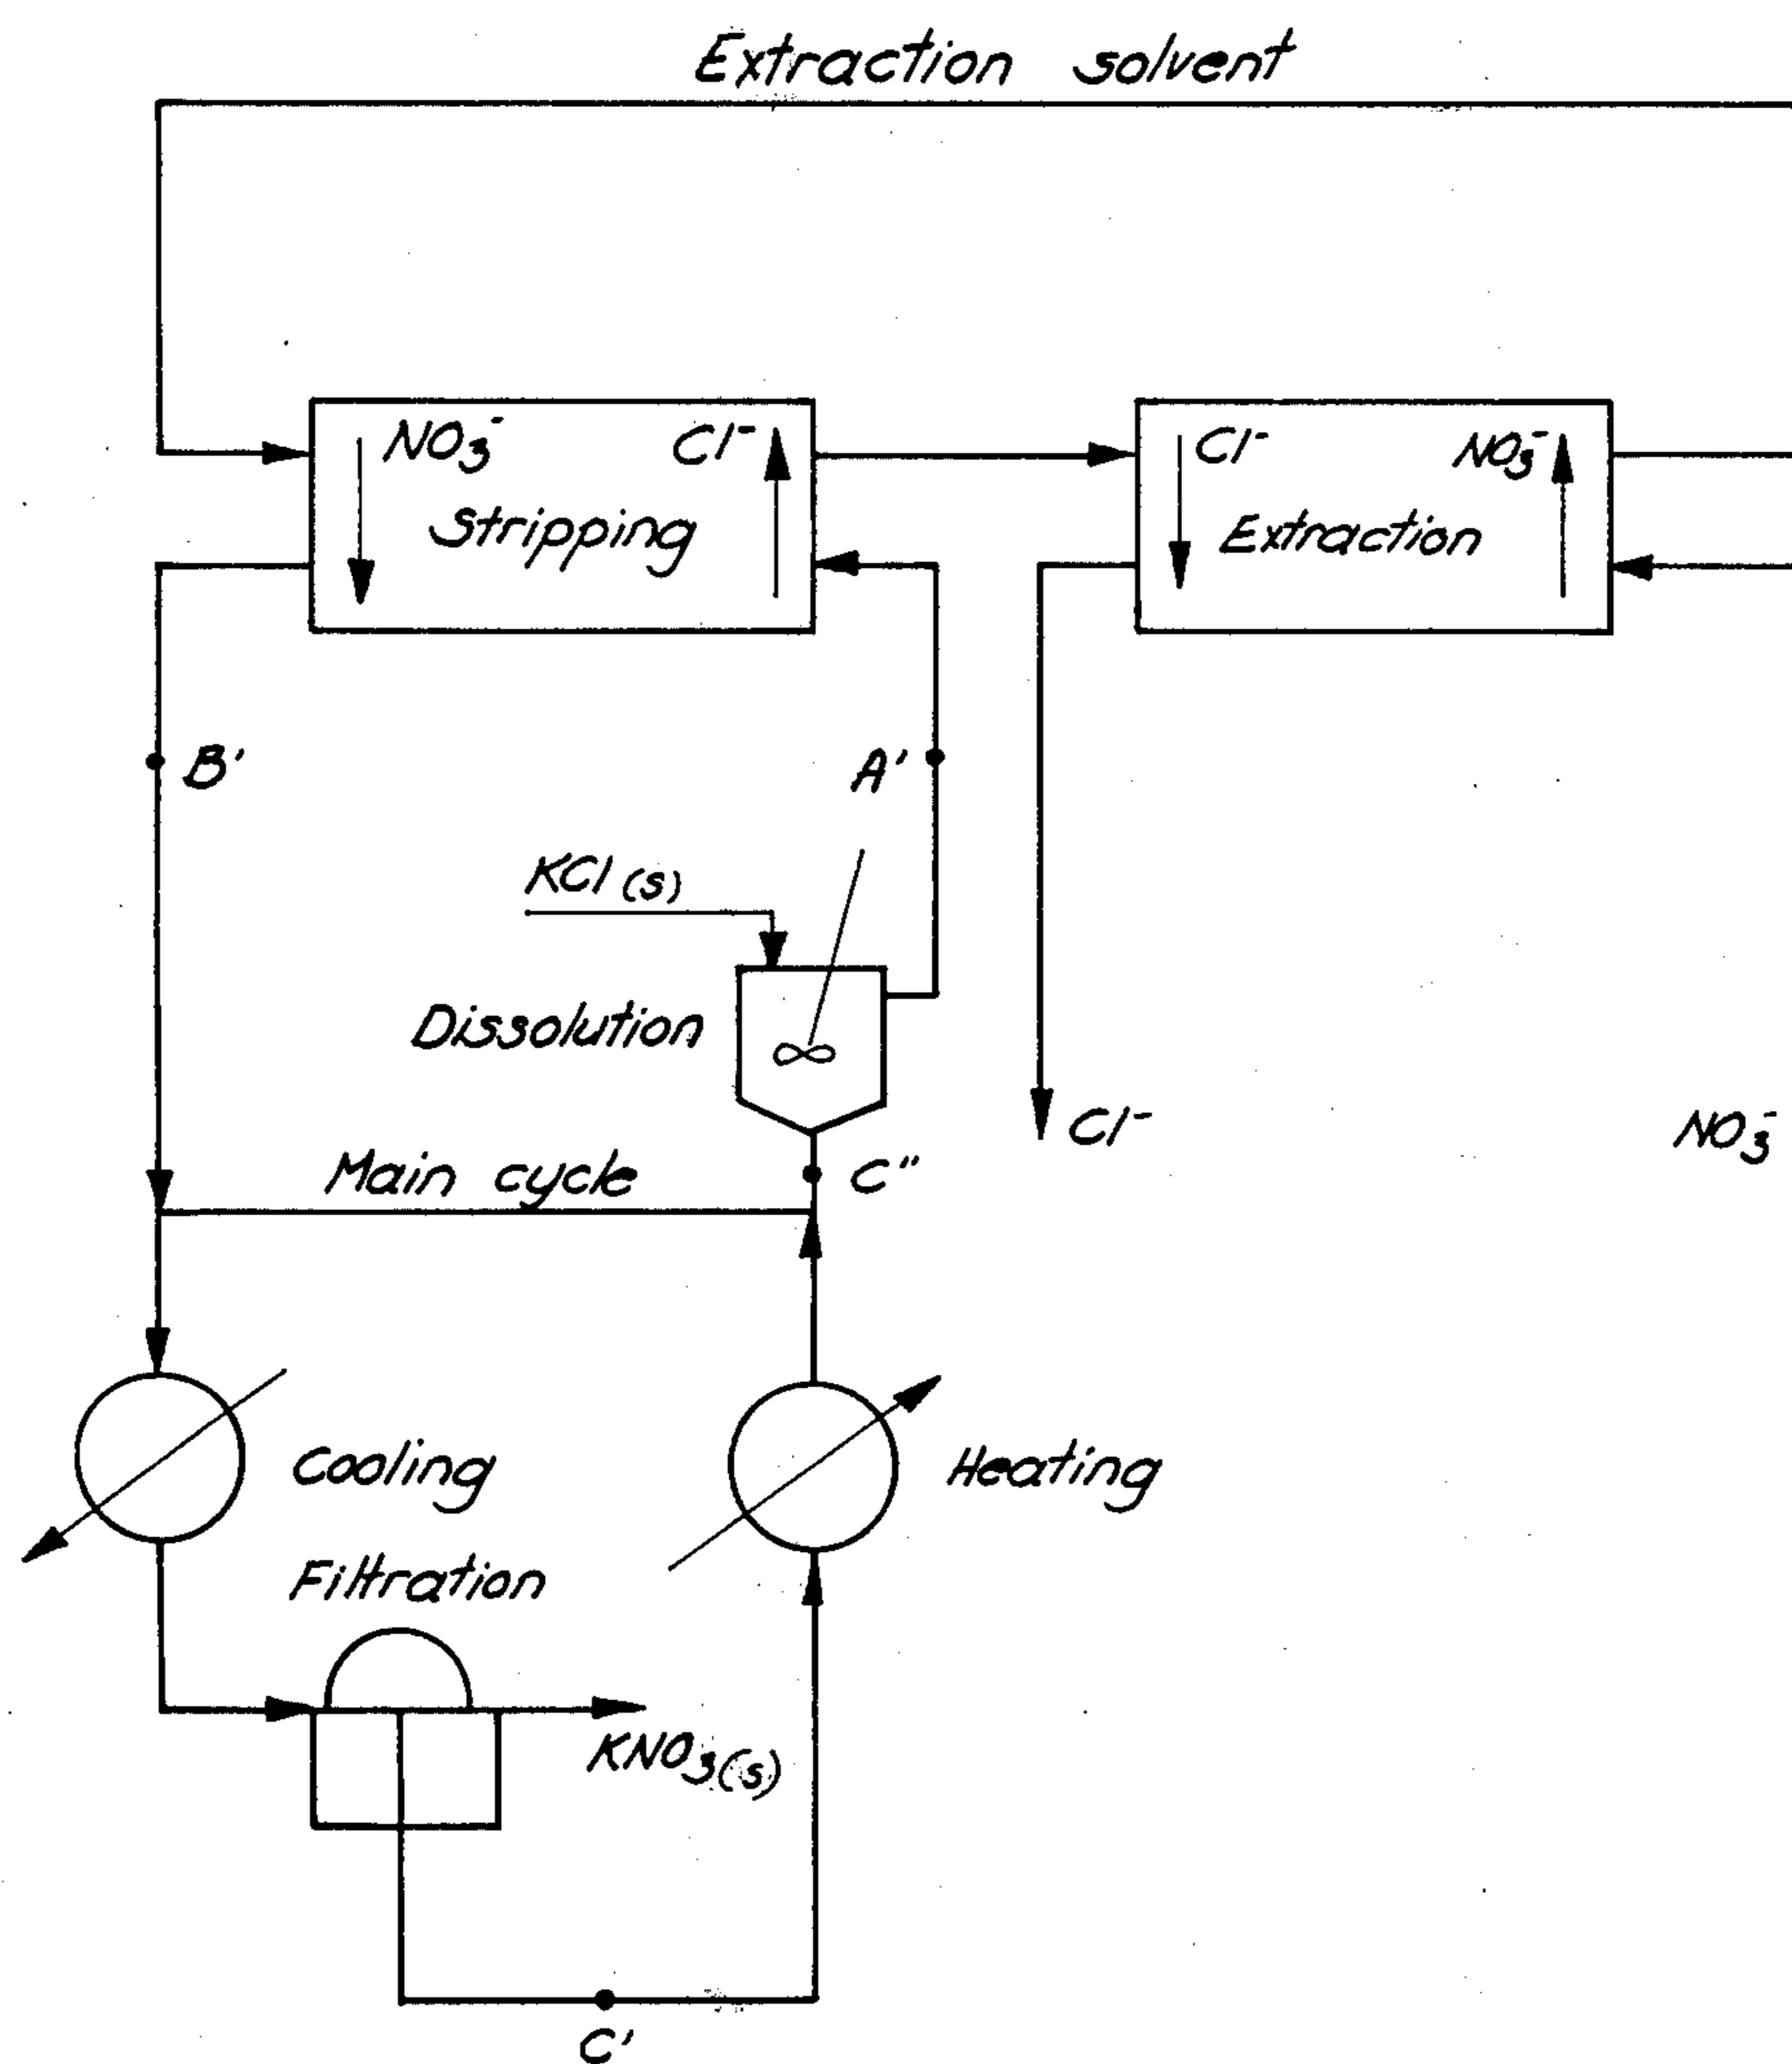 Extraction solvent
NO₃⁻
Cl⁻
Stripping
Cl⁻
NO₃⁻
Extraction
B'
A'
KCl (s)
Dissolution
Cl⁻
NO₃⁻
Main cycle
C"
Cooling
Heating
Filtration
KNO₃(s)
C'